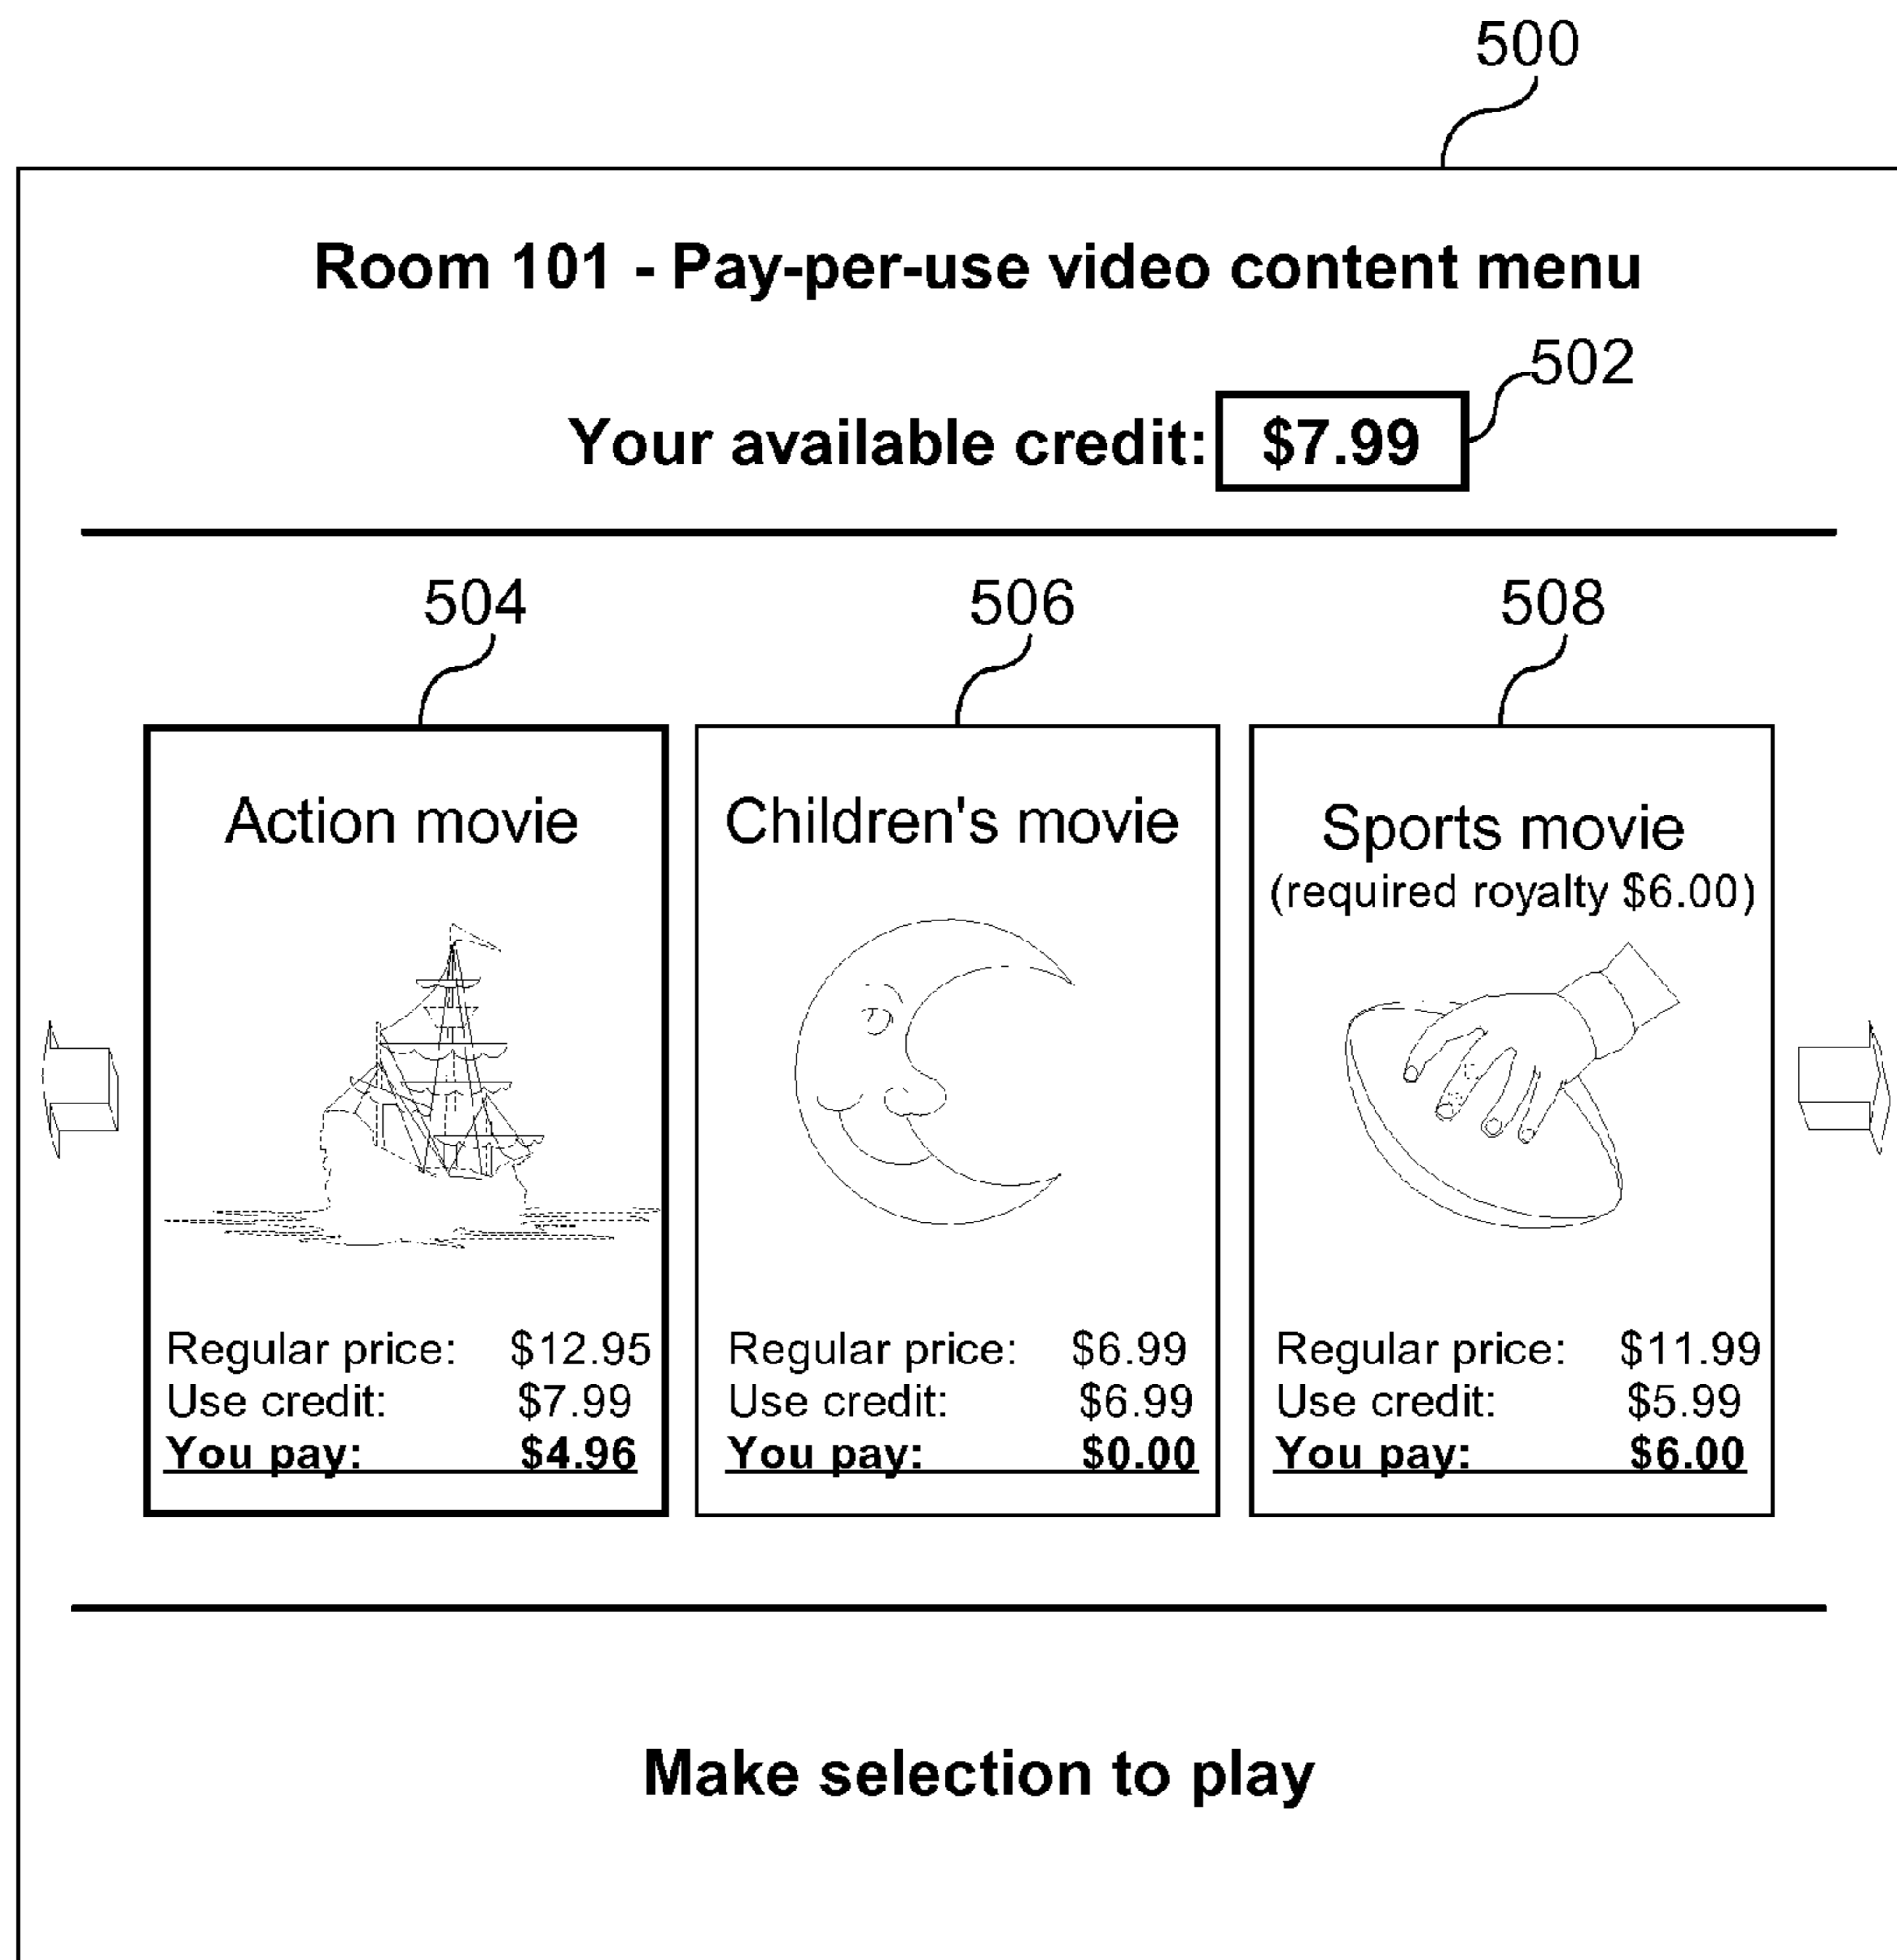 500
Room 101 - Pay-per-use video content menu
502
Your available credit: $7.99
504 506 508
Action movie
Regular price: $12.95
Use credit: $7.99
You pay: $4.96
Children's movie
Regular price: $6.99
Use credit: $6.99
You pay: $0.00
Sports movie
(required royalty $6.00)
Regular price: $11.99
Use credit: $5.99
You pay: $6.00
Make selection to play